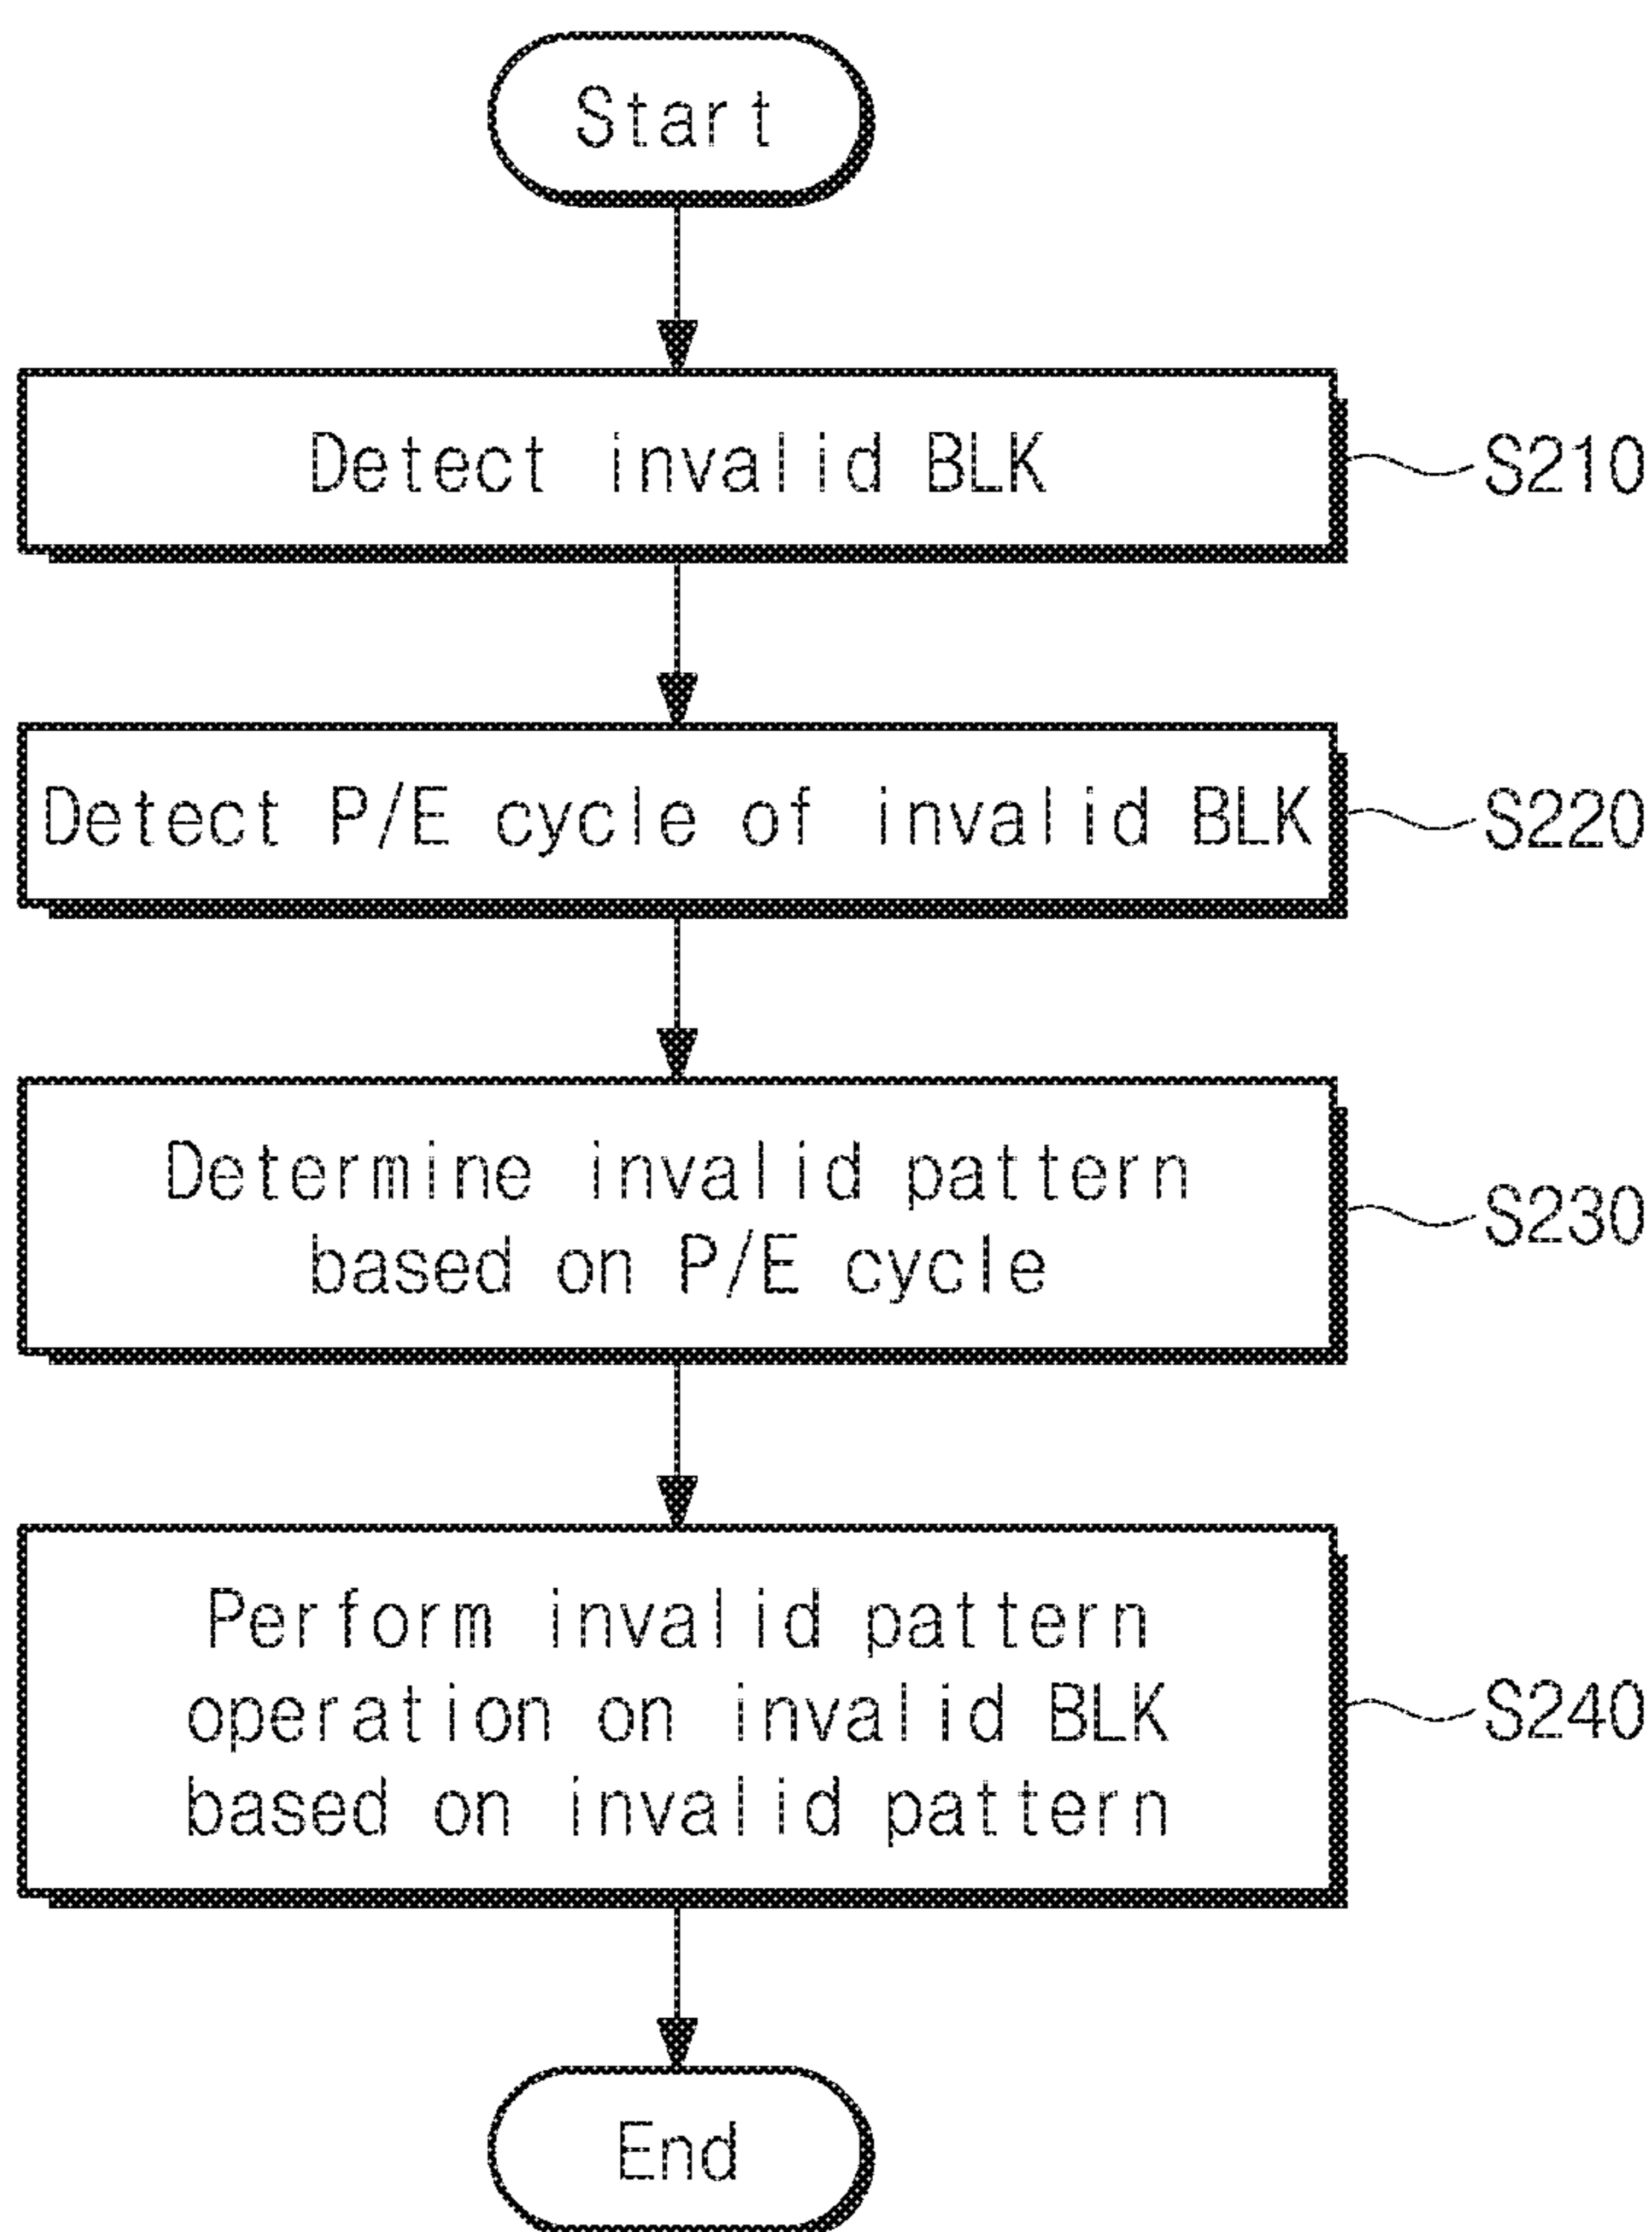 Start
Detect invalid BLK
S210
Detect P/E cycle of invalid BLK
S220
Determine invalid pattern
based on P/E cycle
S230
Perform invalid pattern
operation on invalid BLK
based on invalid pattern
S240
End